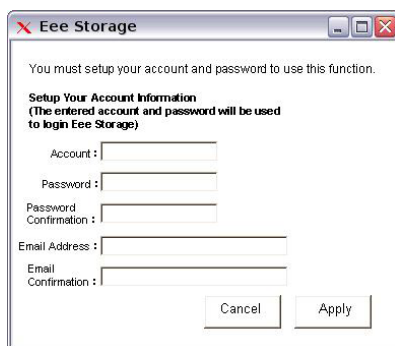 Eee Storage
You must setup your account and password to use this function.
Setup Your Account Information
(The entered account and password will be used
to login Eee Storage)
Account :
Password :
Password
Confirmation :
Email Address :
Email
Confirmation :
Cancel Apply